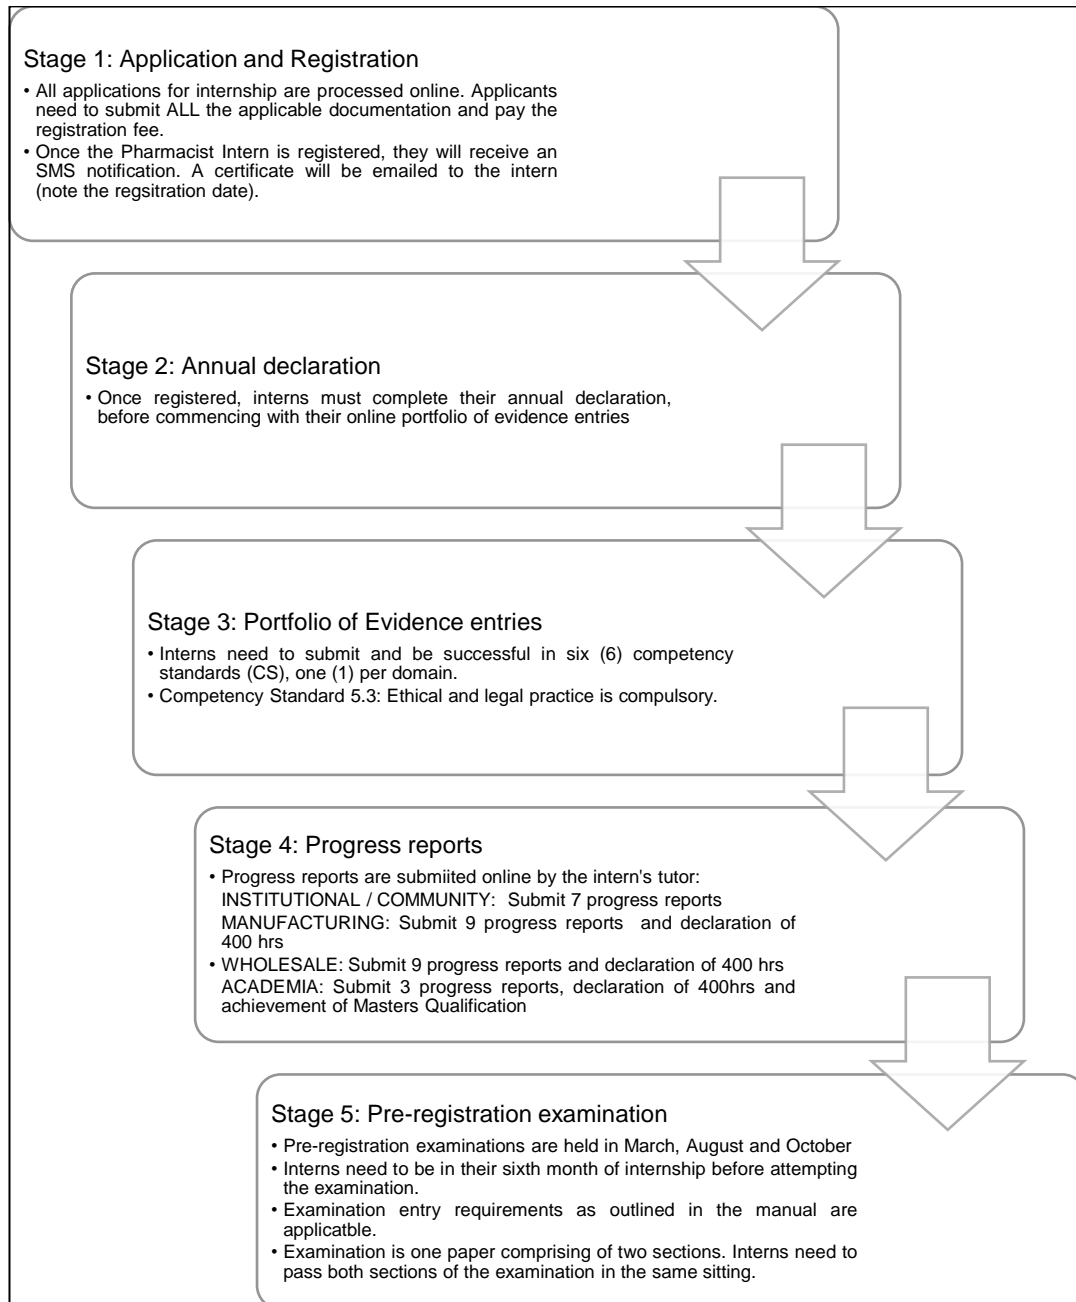 Stage 1: Application and Registration
• All applications for internship are processed online. Applicants
need to submit ALL the applicable documentation and pay the
registration fee.
• Once the Pharmacist Intern is registered, they will receive an
SMS notification. A certificate will be emailed to the intern
(note the regsitration date).
Stage 2: Annual declaration
• Once registered, interns must complete their annual declaration,
before commencing with their online portfolio of evidence entries
Stage 3: Portfolio of Evidence entries
• Interns need to submit and be successful in six (6) competency
standards (CS), one (1) per domain.
• Competency Standard 5.3: Ethical and legal practice is compulsory.
Stage 4: Progress reports
• Progress reports are submiited online by the intern's tutor:
INSTITUTIONAL / COMMUNITY: Submit 7 progress reports
MANUFACTURING: Submit 9 progress reports and declaration of
400 hrs
• WHOLESALE: Submit 9 progress reports and declaration of 400 hrs
ACADEMIA: Submit 3 progress reports, declaration of 400hrs and
achievement of Masters Qualification
Stage 5: Pre-registration examination
• Pre-registration examinations are held in March, August and October
• Interns need to be in their sixth month of internship before attempting
the examination.
• Examination entry requirements as outlined in the manual are
applicatble.
• Examination is one paper comprising of two sections. Interns need to
pass both sections of the examination in the same sitting.